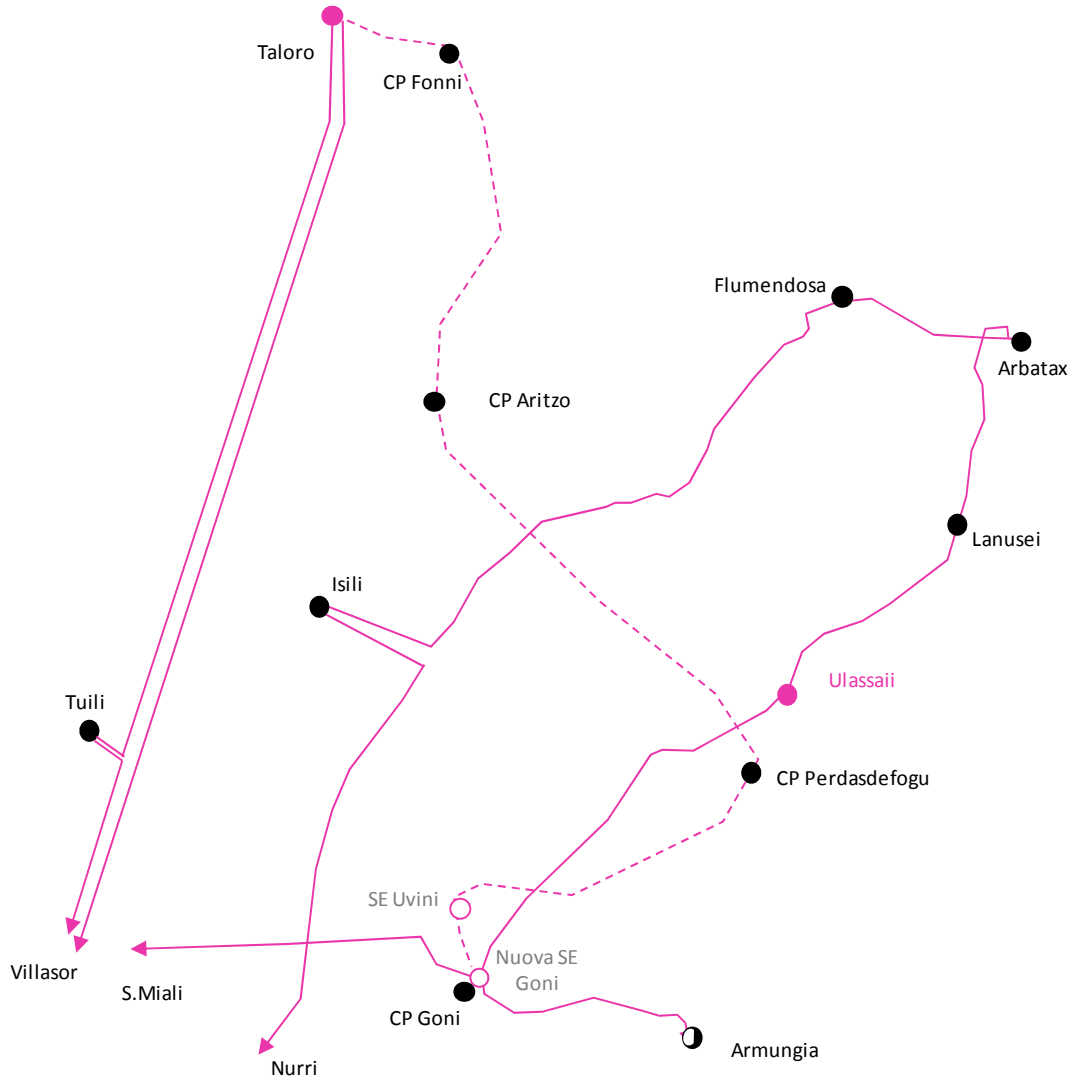 Taloro
CP Fonni
Flumendosa
Arbatax
CP Aritzo
Lanusei
Isili
Ulassaii
Tuili
CP Perdasdefogu
SE Uvini
Nuova SE
Goni
Villasor
S.Miali
CP Goni
Armungia
Nurri